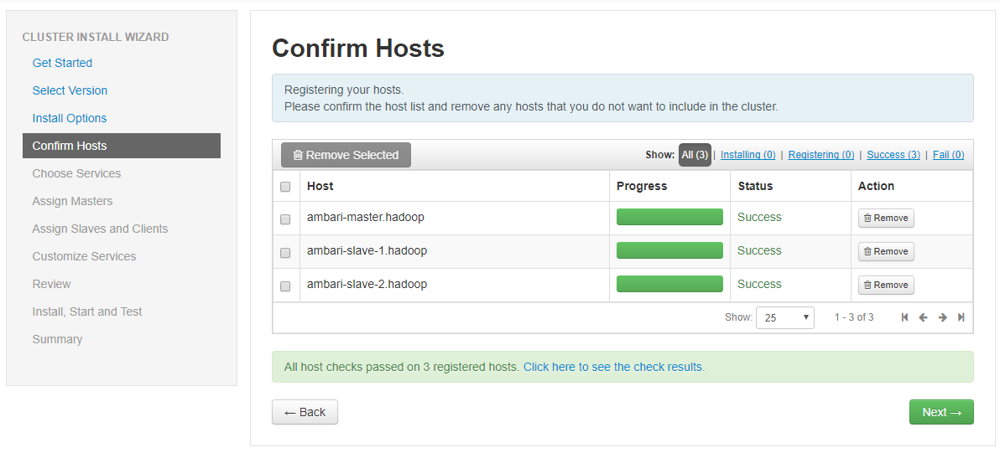 CLUSTER INSTALL WIZARD
Get Started
Select Version
Install Options
Confirm Hosts
Choose Services
Assign Masters
Assign Slaves and Clients
Customize Services
Review
Install, Start and Test
Summary
Confirm Hosts
Registering your hosts.
Please confirm the host list and remove any hosts that you do not want to include in the cluster.
Remove Selected Show: All (3) | Installing (0) | Registering (0) | Success (3) | Fail (0)
Host Progress Status Action
ambari-master.hadoop Success Remove
ambari-slave-1.hadoop Success Remove
ambari-slave-2.hadoop Success Remove
Show: 25 1 - 3 of 3
All host checks passed on 3 registered hosts. Click here to see the check results.
← Back Next →